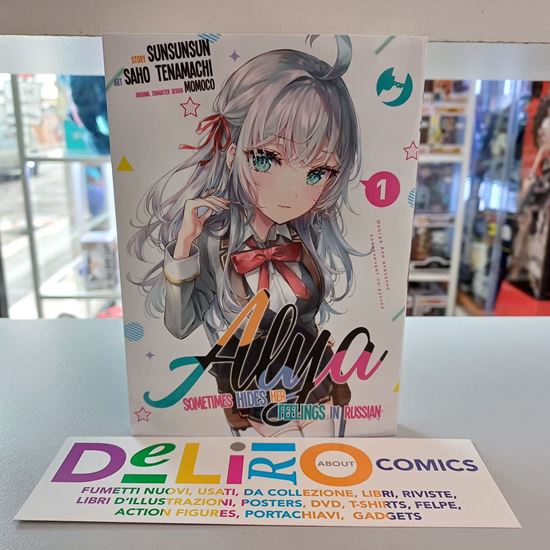 STORY SUNSUNSUN
ART SAHO TENAMACHI
ORIGINAL CHARACTER DESIGN MOMOCO
1
Alya
SOMETIMES HIDES HER
FEELINGS IN RUSSIAN
DeLiRIO ABOUT COMICS
FUMETTI NUOVI, USATI, DA COLLEZIONE, LIBRI, RIVISTE,
LIBRI D'ILLUSTRAZIONI, POSTERS, DVD, T-SHIRTS, FELPE,
ACTION FIGURES, PORTACHIAVI, GADGETS